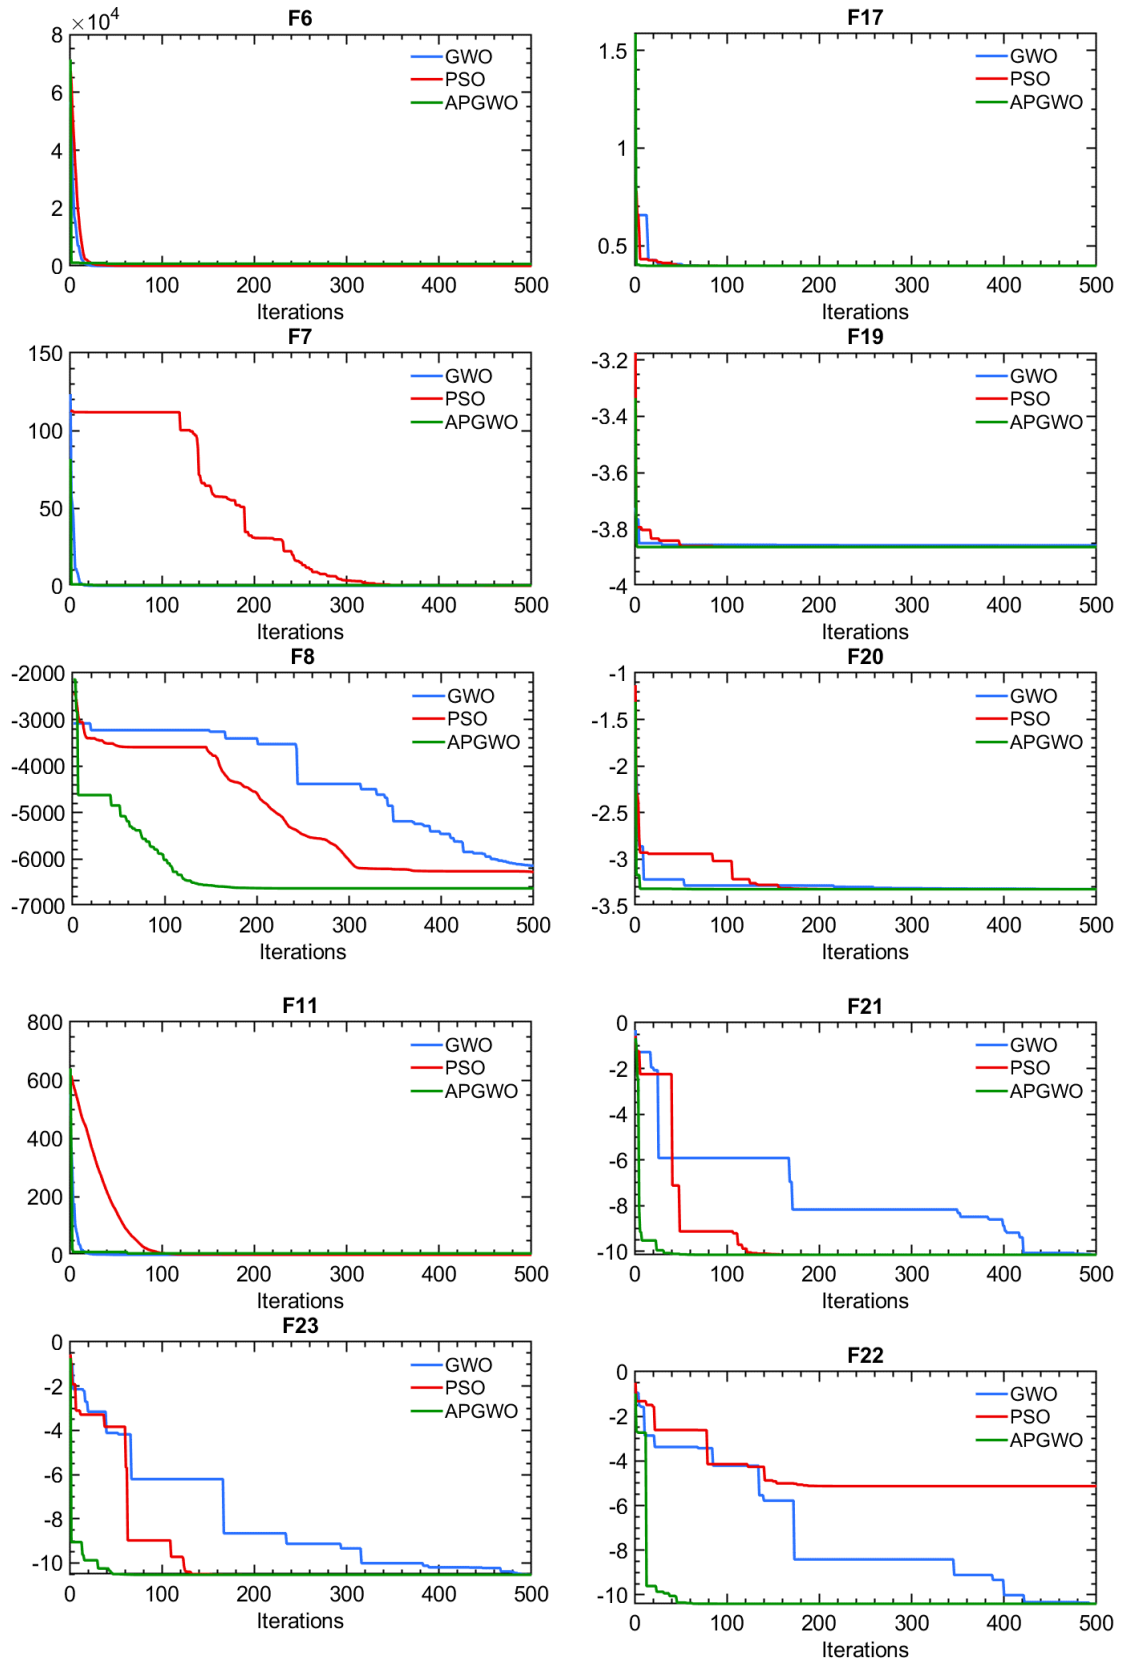 ×10⁴
F6
8
6
4
2
0
GWO
PSO
APGWO
0 100 200 300 400 500
Iterations
F17
1.5
1
0.5
GWO
PSO
APGWO
0 100 200 300 400 500
Iterations
F7
150
100
50
0
GWO
PSO
APGWO
0 100 200 300 400 500
Iterations
F19
-3.2
-3.4
-3.6
-3.8
-4
GWO
PSO
APGWO
0 100 200 300 400 500
Iterations
F8
-2000
-3000
-4000
-5000
-6000
-7000
GWO
PSO
APGWO
0 100 200 300 400 500
Iterations
F20
-1
-1.5
-2
-2.5
-3
-3.5
GWO
PSO
APGWO
0 100 200 300 400 500
Iterations
F11
800
600
400
200
0
GWO
PSO
APGWO
0 100 200 300 400 500
Iterations
F21
0
-2
-4
-6
-8
-10
GWO
PSO
APGWO
0 100 200 300 400 500
Iterations
F23
0
-2
-4
-6
-8
-10
GWO
PSO
APGWO
0 100 200 300 400 500
Iterations
F22
0
-2
-4
-6
-8
-10
GWO
PSO
APGWO
0 100 200 300 400 500
Iterations